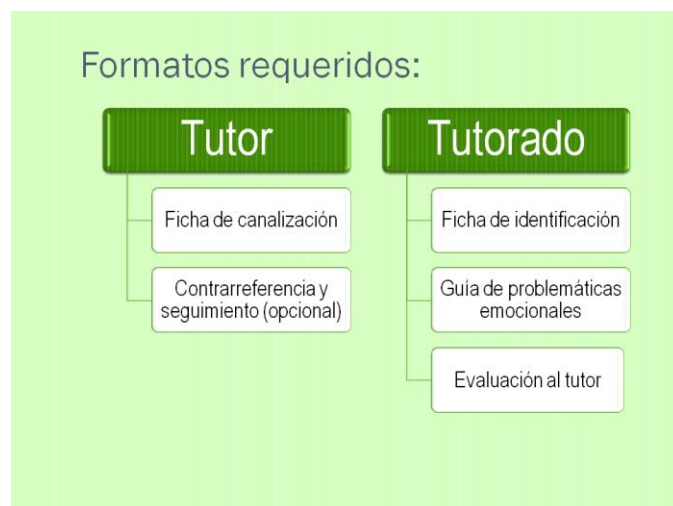 Formatos requeridos:
Tutor
Ficha de canalización
Contrarreferencia y
seguimiento (opcional)
Tutorado
Ficha de identificación
Guía de problemáticas
emocionales
Evaluación al tutor